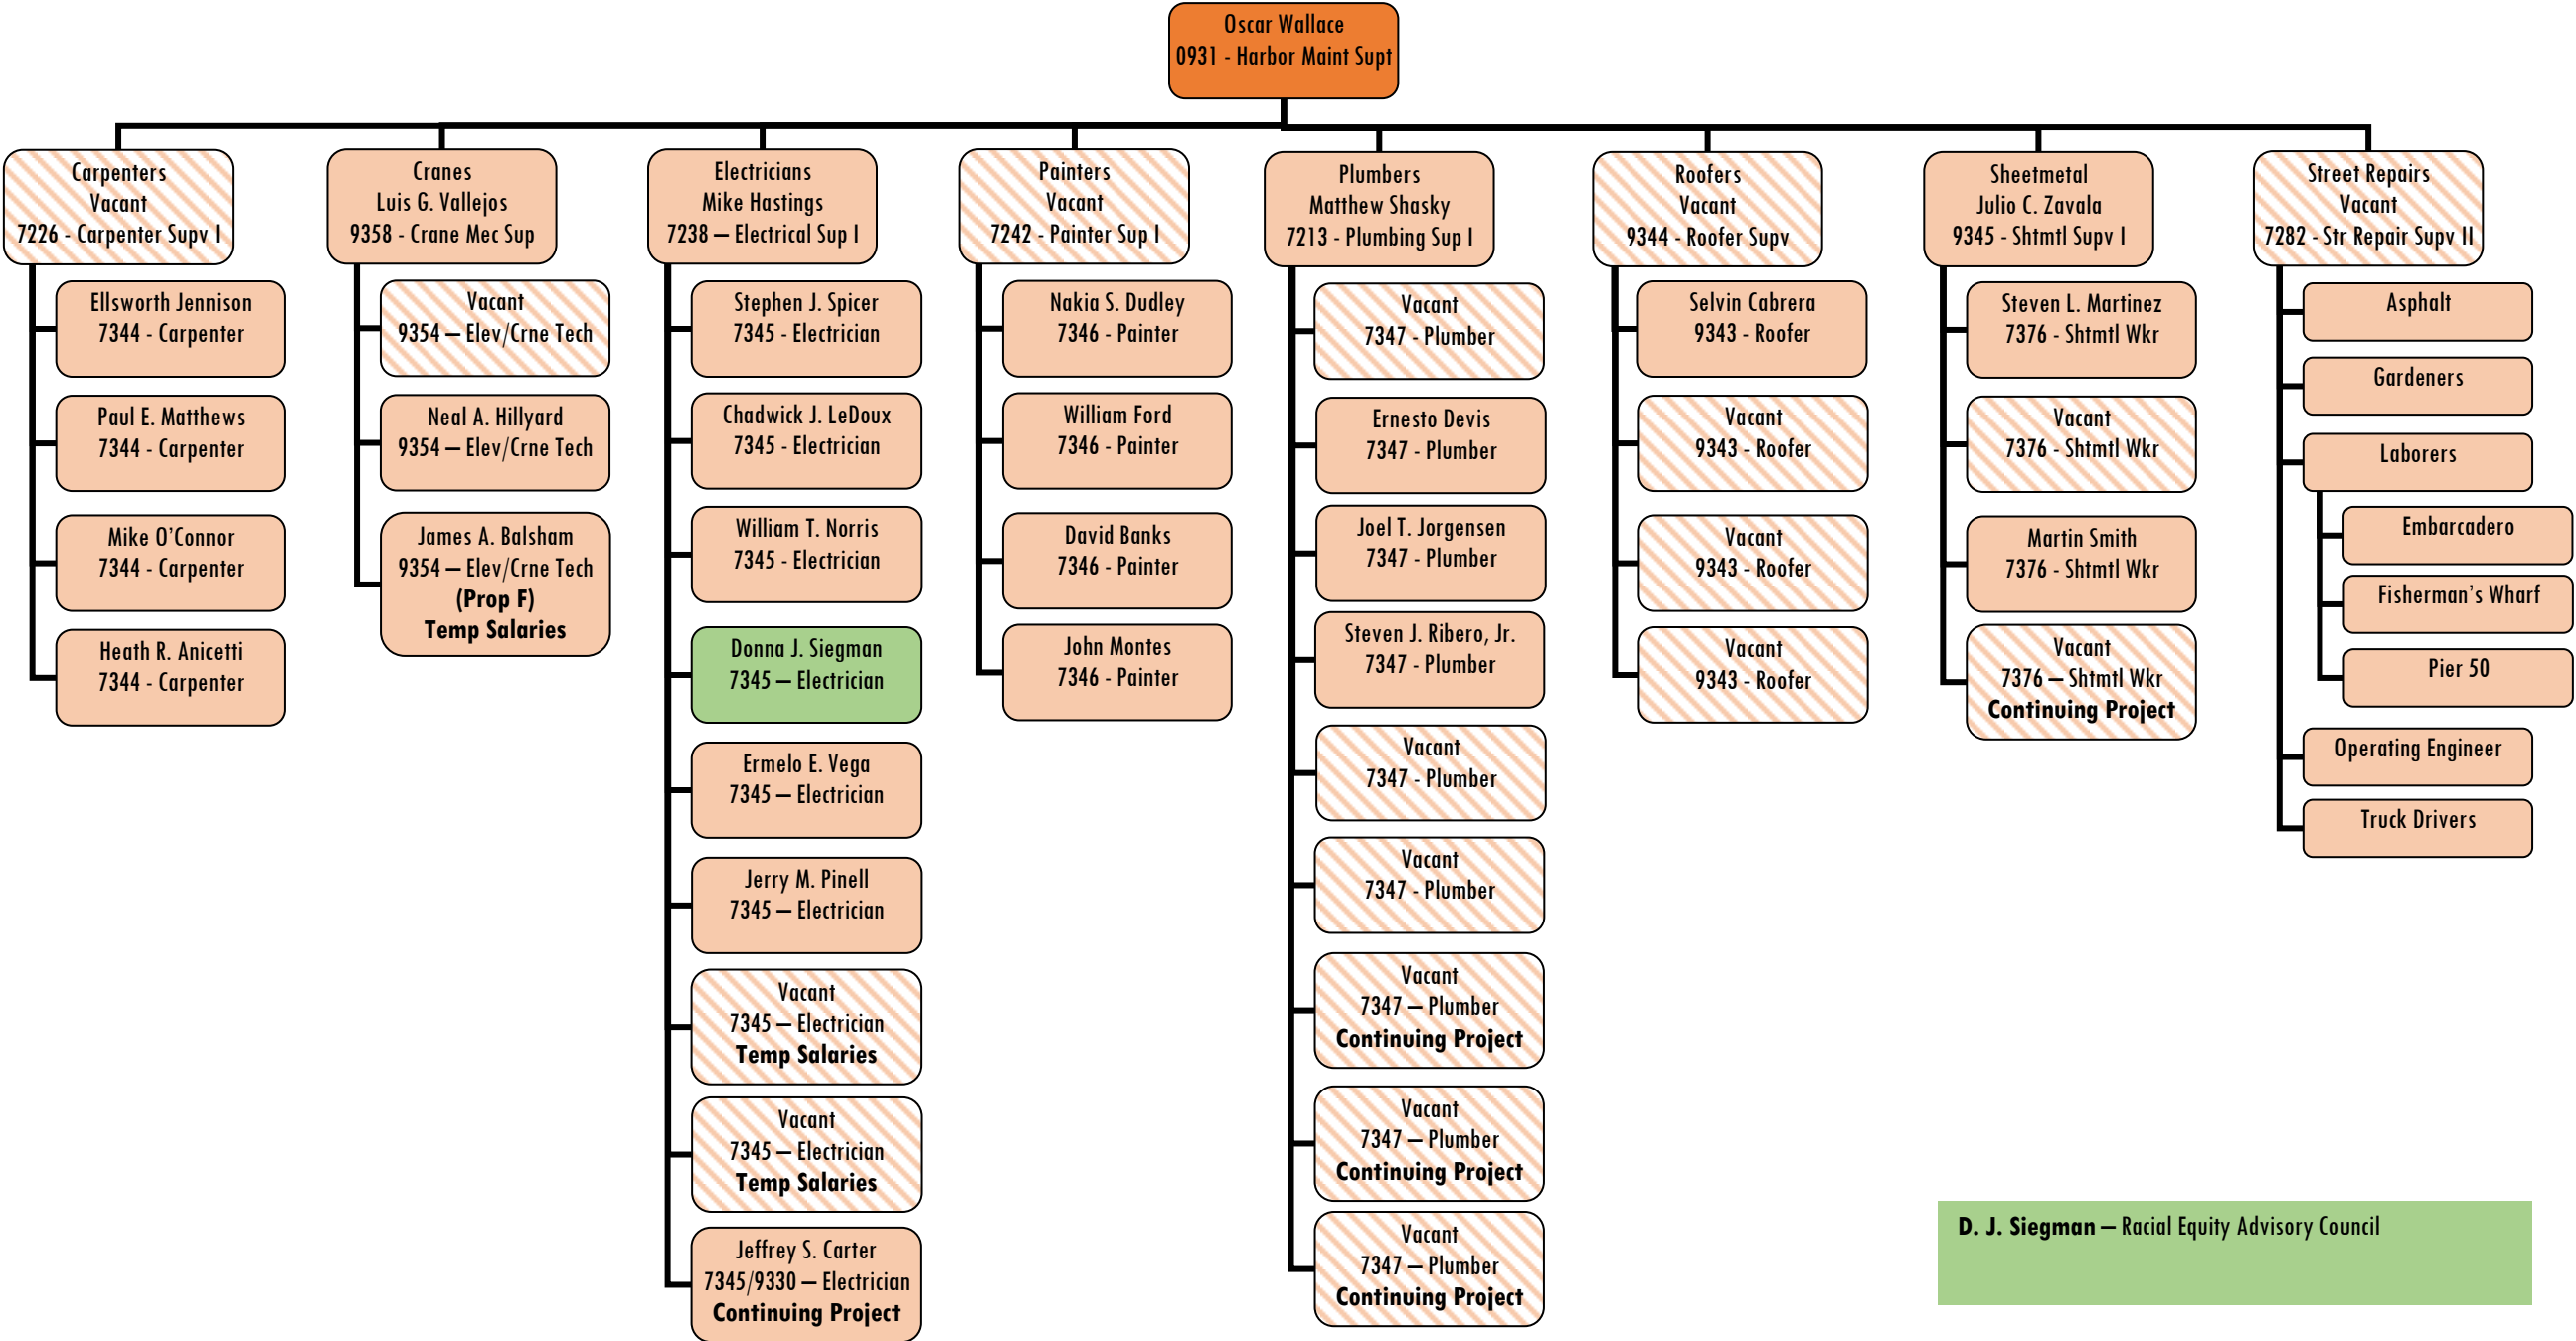 Oscar Wallace
0931 - Harbor Maint Supt
Carpenters
Vacant
7226 - Carpenter Supv I
Ellsworth Jennison
7344 - Carpenter
Paul E. Matthews
7344 - Carpenter
Mike O’Connor
7344 - Carpenter
Heath R. Anicetti
7344 - Carpenter
Cranes
Luis G. Vallejos
9358 - Crane Mec Sup
Vacant
9354 — Elev/Crne Tech
Neal A. Hillyard
9354 — Elev/Crne Tech
James A. Balsham
9354 — Elev/Crne Tech
(Prop F)
Temp Salaries
Electricians
Mike Hastings
7238 — Electrical Sup I
Stephen J. Spicer
7345 - Electrician
Chadwick J. LeDoux
7345 - Electrician
William T. Norris
7345 - Electrician
Donna J. Siegman
7345 — Electrician
Ermelo E. Vega
7345 — Electrician
Jerry M. Pinell
7345 — Electrician
Vacant
7345 — Electrician
Temp Salaries
Vacant
7345 — Electrician
Temp Salaries
Jeffrey S. Carter
7345/9330 — Electrician
Continuing Project
Painters
Vacant
7242 - Painter Sup I
Nakia S. Dudley
7346 - Painter
William Ford
7346 - Painter
David Banks
7346 - Painter
John Montes
7346 - Painter
Plumbers
Matthew Shasky
7213 - Plumbing Sup I
Vacant
7347 - Plumber
Ernesto Devis
7347 - Plumber
Joel T. Jorgensen
7347 - Plumber
Steven J. Ribero, Jr.
7347 - Plumber
Vacant
7347 - Plumber
Vacant
7347 - Plumber
Vacant
7347 — Plumber
Continuing Project
Vacant
7347 — Plumber
Continuing Project
Vacant
7347 — Plumber
Continuing Project
Roofers
Vacant
9344 - Roofer Supv
Selvin Cabrera
9343 - Roofer
Vacant
9343 - Roofer
Vacant
9343 - Roofer
Vacant
9343 - Roofer
Sheetmetal
Julio C. Zavala
9345 - Shtmtl Supv I
Steven L. Martinez
7376 - Shtmtl Wkr
Vacant
7376 - Shtmtl Wkr
Martin Smith
7376 - Shtmtl Wkr
Vacant
7376 — Shtmtl Wkr
Continuing Project
Street Repairs
Vacant
7282 - Str Repair Supv II
Asphalt
Gardeners
Laborers
Embarcadero
Fisherman’s Wharf
Pier 50
Operating Engineer
Truck Drivers
D. J. Siegman — Racial Equity Advisory Council